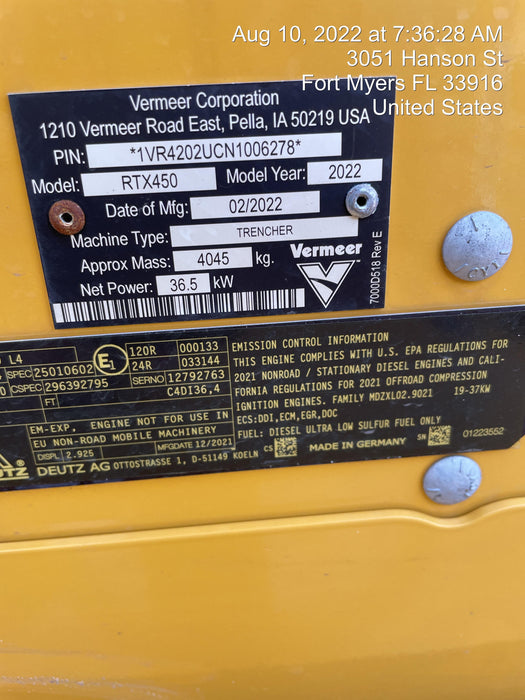 Aug 10, 2022 at 7:36:28 AM
3051 Hanson St
Fort Myers FL 33916
United States
Vermeer Corporation
1210 Vermeer Road East, Pella, IA 50219 USA
PIN: *1VR4202UCN1006278*
Model: RTX450 Model Year: 2022
Date of Mfg: 02/2022
Machine Type: TRENCHER
Approx Mass: 4045 kg.
Net Power: 36.5 kW
Vermeer
7000D518 Rev E
L4
SPEC 25010602
CSPEC 296392795
FT
E1
120R 000133
24R 033144
SERNO 12792763
C4DI36,4
EM-EXP, ENGINE NOT FOR USE IN
EU NON-ROAD MOBILE MACHINERY
DISPL 2.925 MFGDATE 12/2021
DEUTZ AG OTTOSTRASSE 1, D-51149 KOELN
EMISSION CONTROL INFORMATION
THIS ENGINE COMPLIES WITH U.S. EPA REGULATIONS FOR
2021 NONROAD / STATIONARY DIESEL ENGINES AND CALI-
FORNIA REGULATIONS FOR 2021 OFFROAD COMPRESSION
IGNITION ENGINES. FAMILY MDZXL02.9021 19-37KW
ECS:DDI,ECM,EGR,DOC
FUEL: DIESEL ULTRA LOW SULFUR FUEL ONLY
CS MADE IN GERMANY SN 01223552